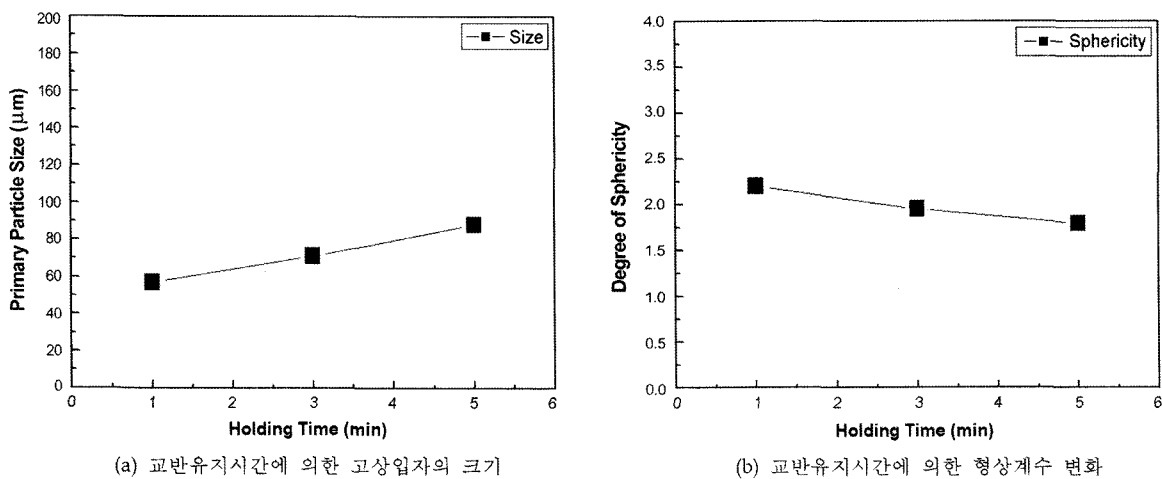 200
180
160
140
120
100
80
60
40
20
0
Primary Particle Size (μm)
Size
0 1 2 3 4 5 6
Holding Time (min)
(a) 교반유지시간에 의한 고상입자의 크기
4.0
3.5
3.0
2.5
2.0
1.5
1.0
0.5
0.0
Degree of Sphericity
Sphericity
0 1 2 3 4 5 6
Holding Time (min)
(b) 교반유지시간에 의한 형상계수 변화